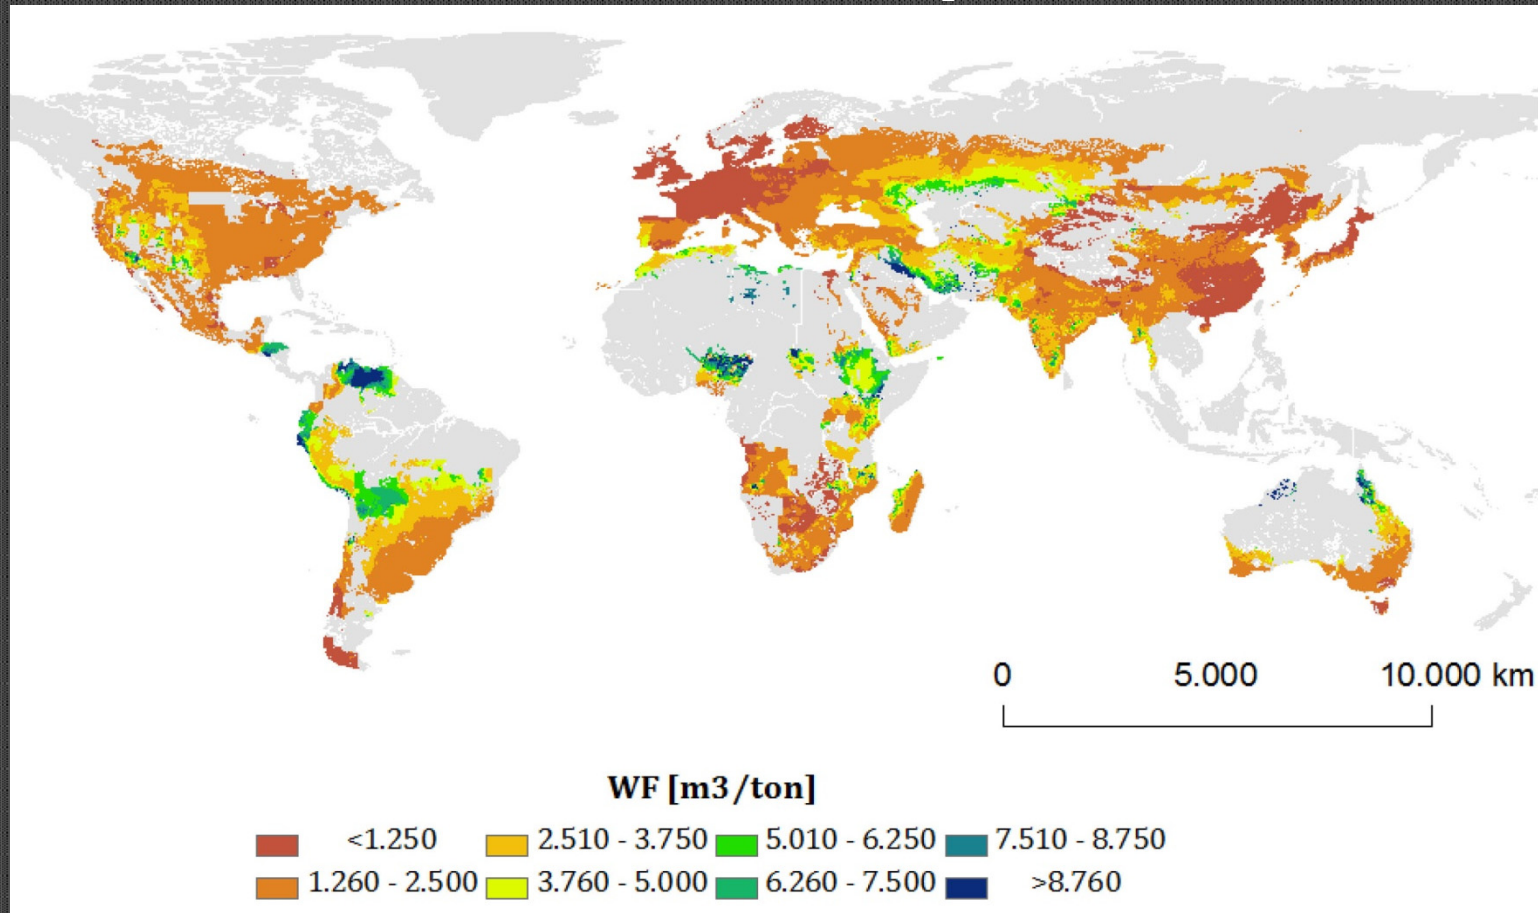 0 5.000 10.000 km
WF [m3/ton]
<1.250 2.510 - 3.750 5.010 - 6.250 7.510 - 8.750
1.260 - 2.500 3.760 - 5.000 6.260 - 7.500 >8.760